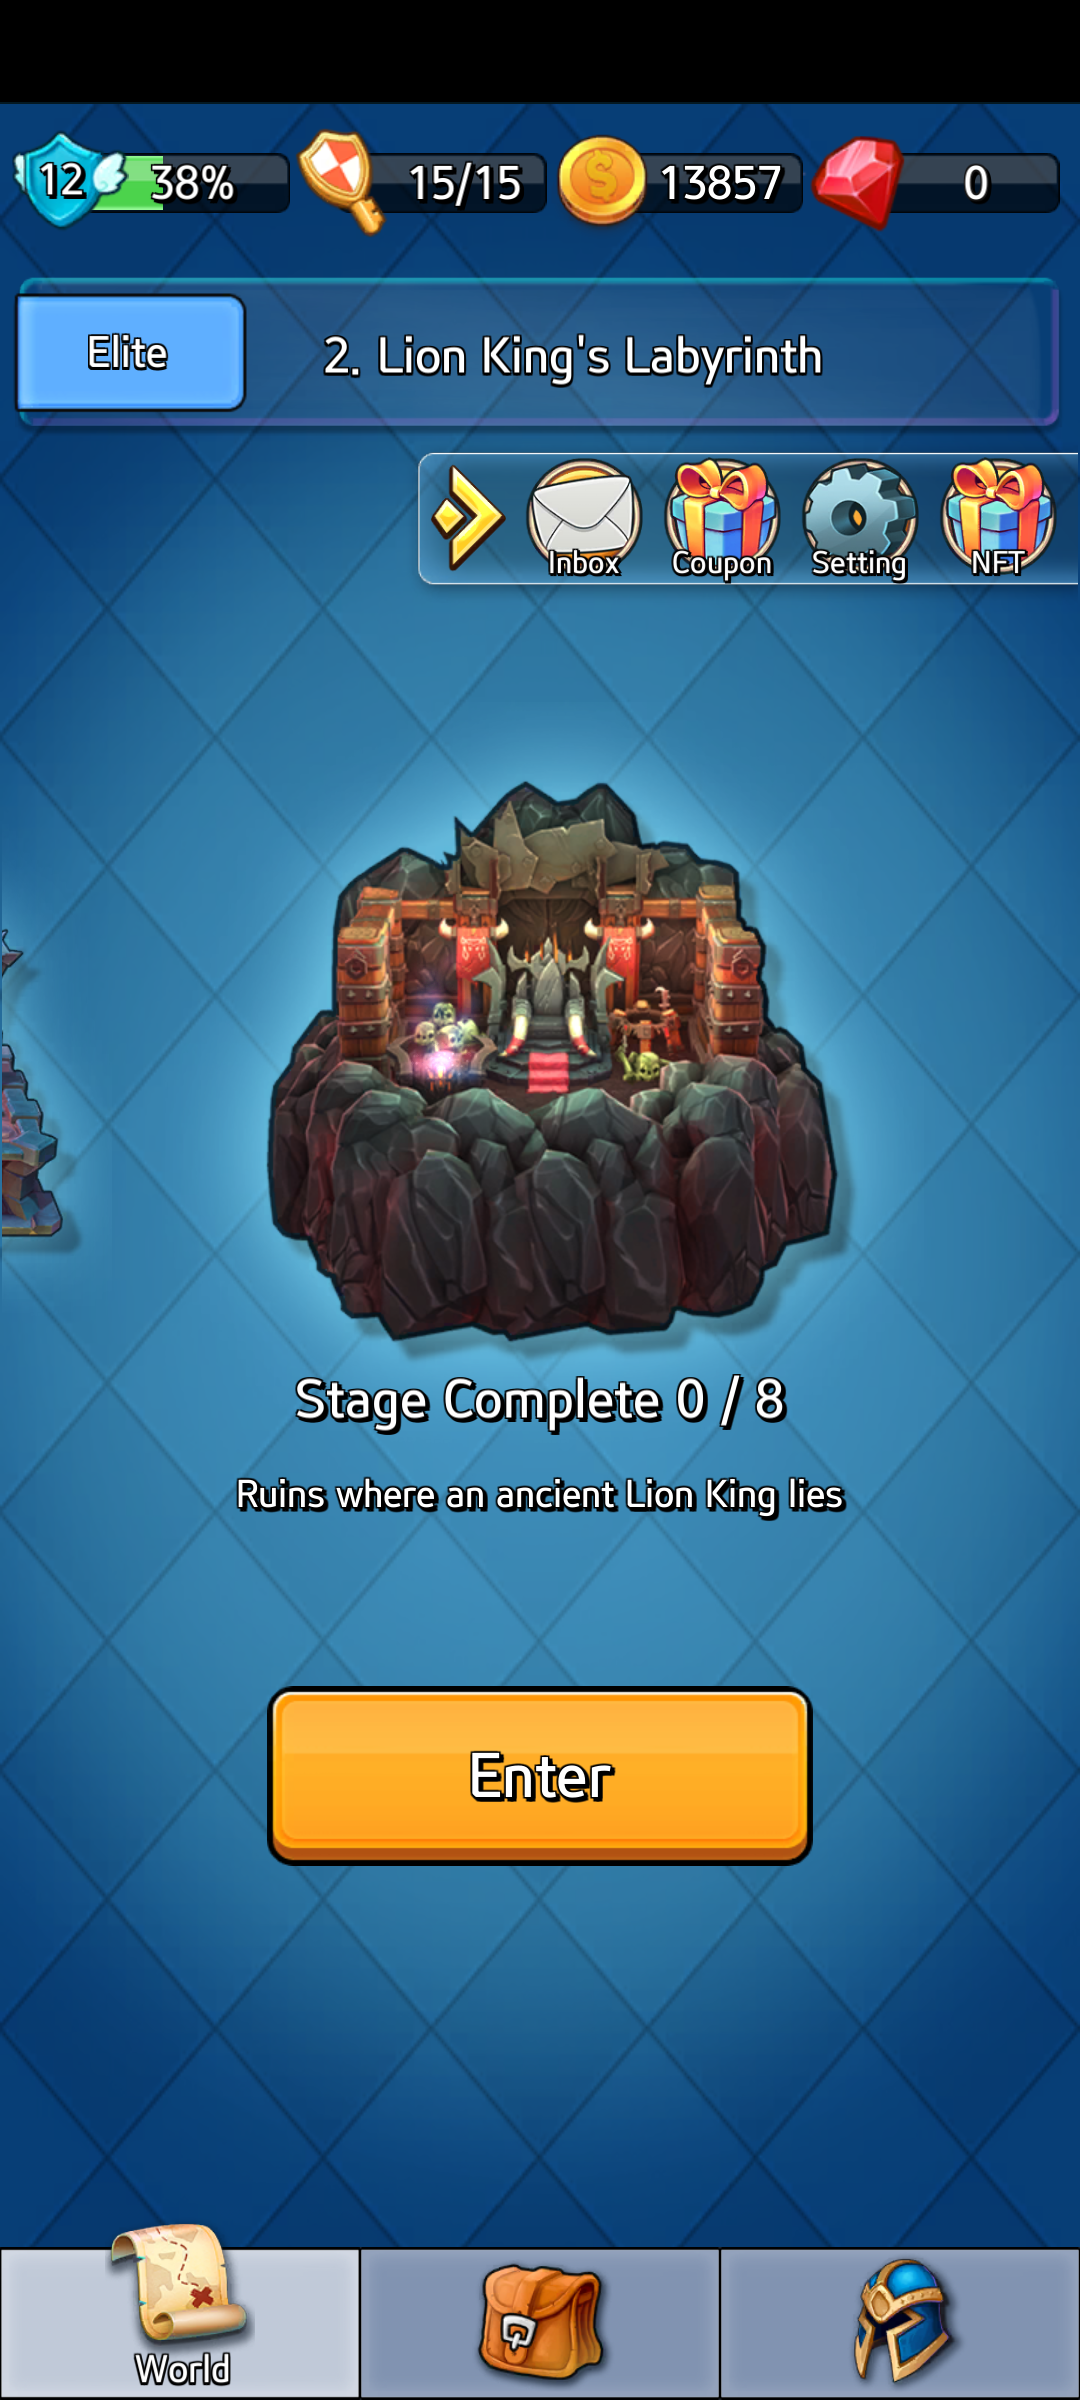 12 38% 15/15 13857 0
Elite 2. Lion King's Labyrinth
Inbox Coupon Setting NFT
Stage Complete 0 / 8
Ruins where an ancient Lion King lies
Enter
World